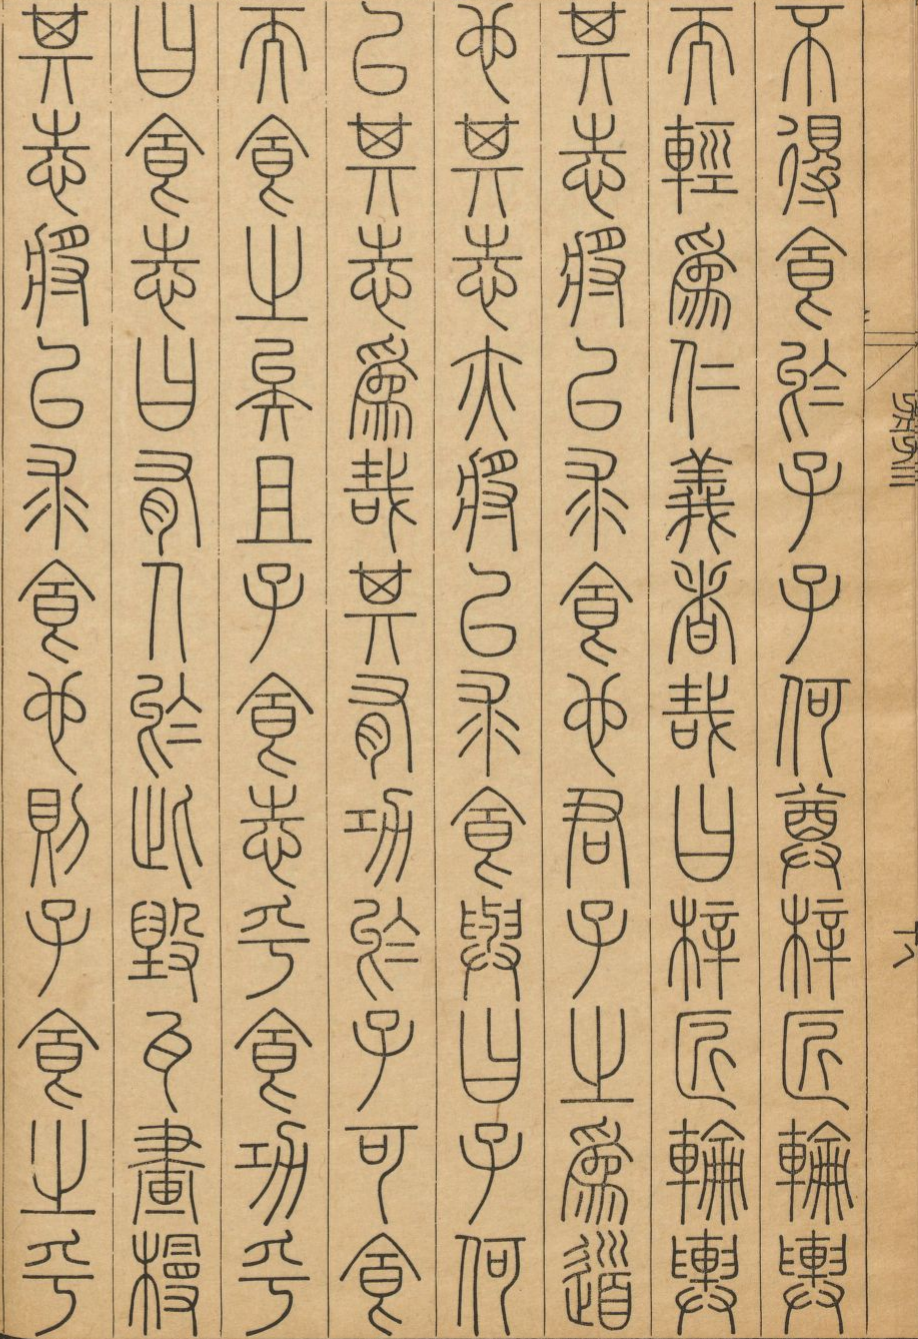 不得食於子子何尊梓匠輪輿
而輕為仁義者哉曰梓匠輪輿
其志將以求食也君子之為道
也其志亦將以求食與曰子何
以其志為哉其有功於子可食
而食之矣且子食志乎食功乎
曰食志曰有人於此毀瓦畫槾
其志將以求食也則子食之乎